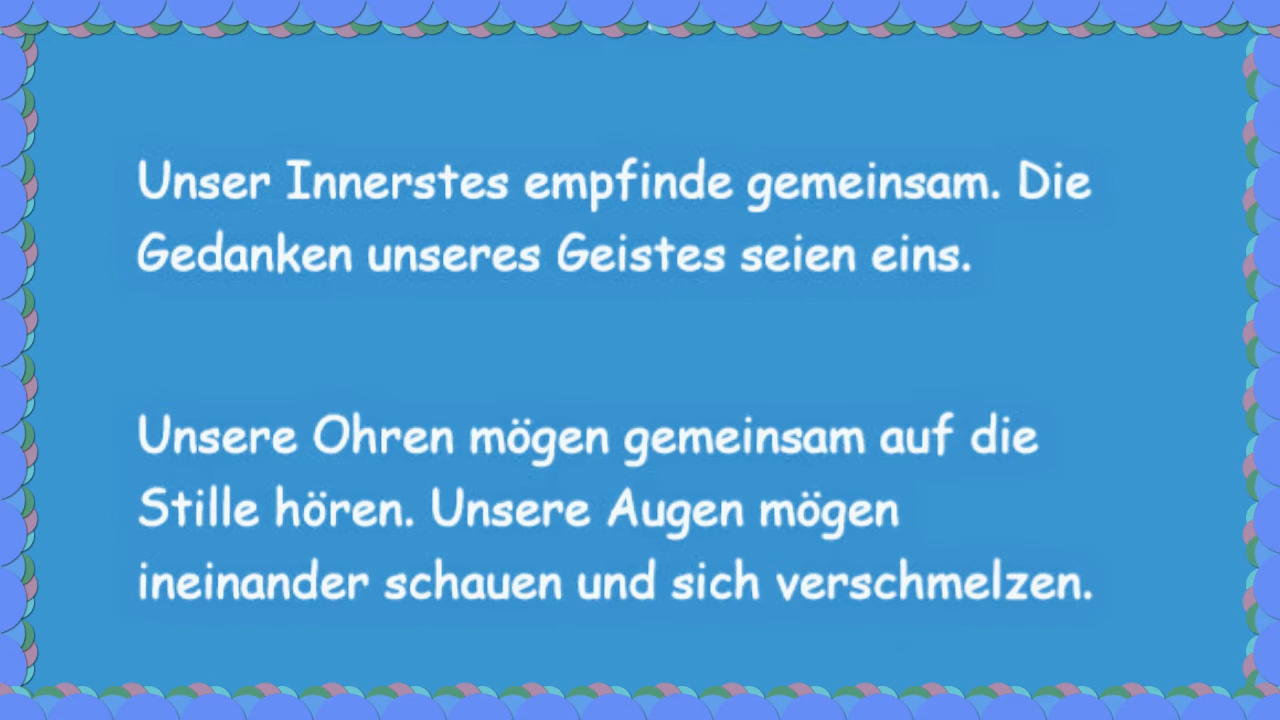 Unser Innerstes empfinde gemeinsam. Die
Gedanken unseres Geistes seien eins.
Unsere Ohren mögen gemeinsam auf die
Stille hören. Unsere Augen mögen
ineinander schauen und sich verschmelzen.